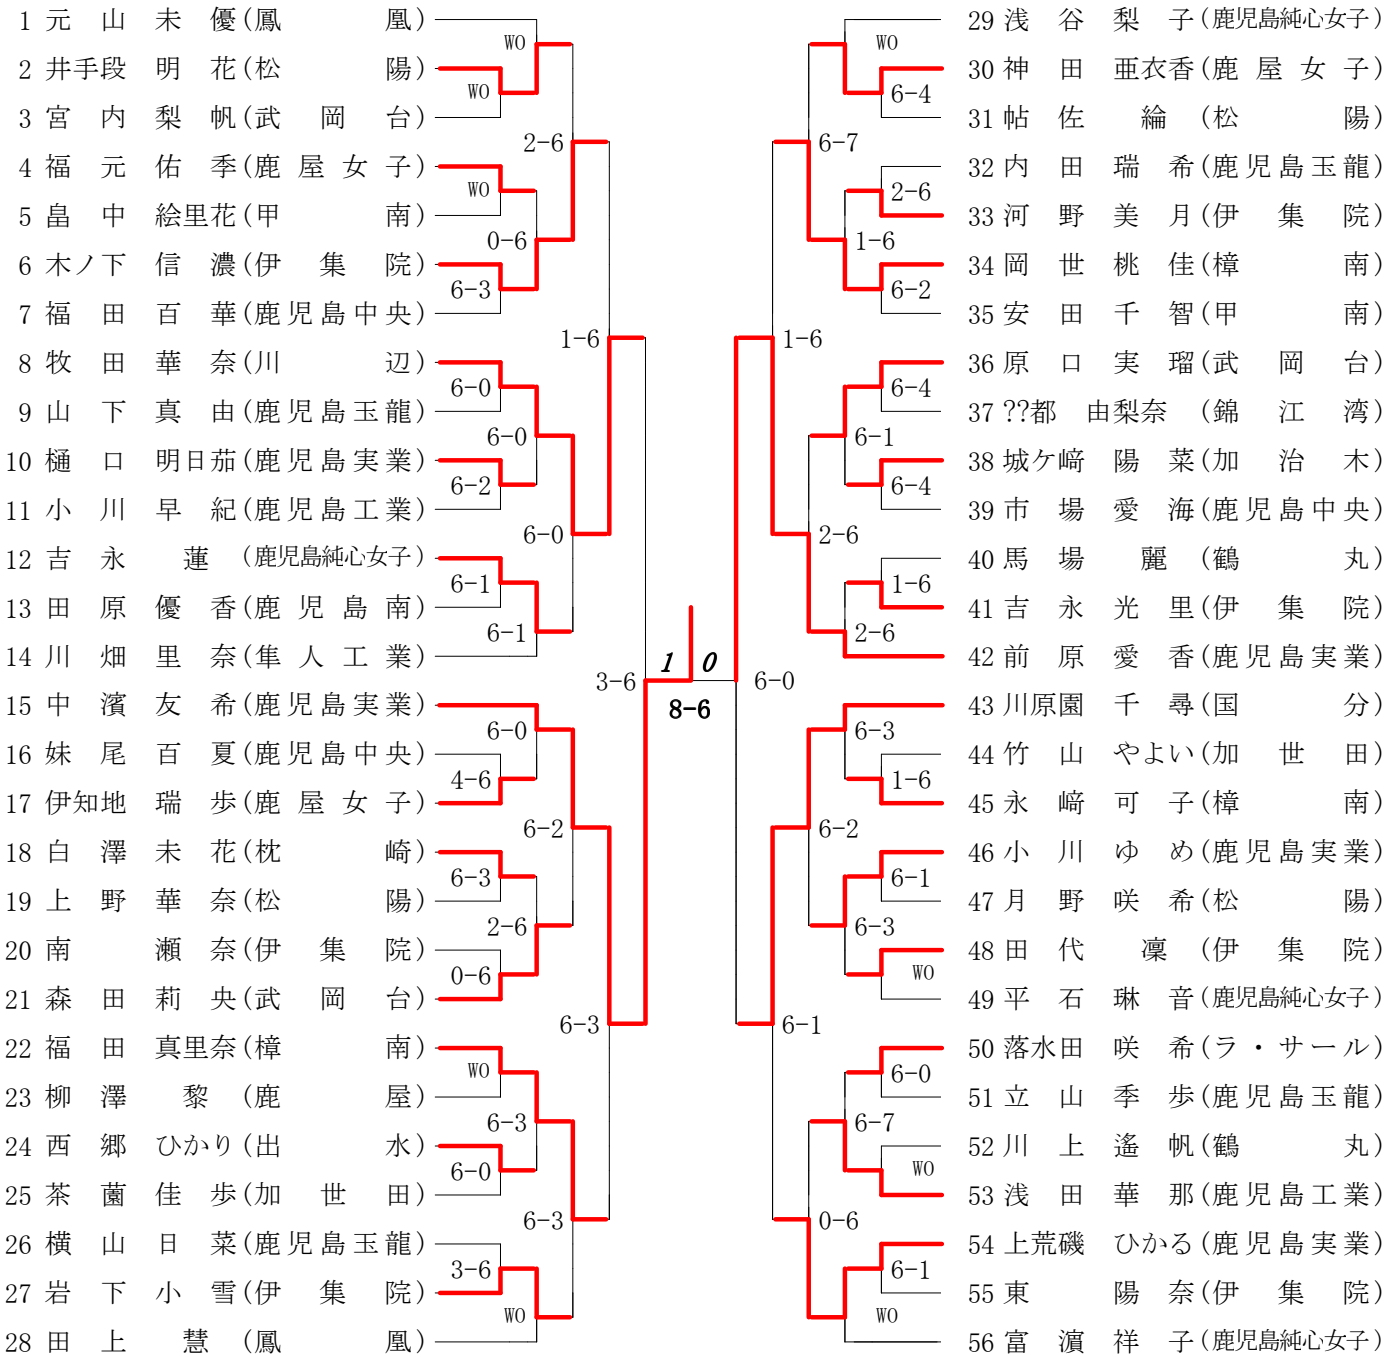 1 元山未優(鳳凰)
2 井手段明花(松陽)
3 宮内梨帆(武岡台)
4 福元佑季(鹿屋女子)
5 畠中絵里花(甲南)
6 木ノ下信濃(伊集院)
7 福田百華(鹿児島中央)
8 牧田華奈(川辺)
9 山下真由(鹿児島玉龍)
10 樋口明日茄(鹿児島実業)
11 小川早紀(鹿児島工業)
12 吉永蓮(鹿児島純心女子)
13 田原優香(鹿児島南)
14 川畑里奈(隼人工業)
15 中濱友希(鹿児島実業)
16 妹尾百夏(鹿児島中央)
17 伊知地瑞歩(鹿屋女子)
18 白澤未花(枕崎)
19 上野華奈(松陽)
20 南瀬奈(伊集院)
21 森田莉央(武岡台)
22 福田真里奈(樟南)
23 柳澤黎(鹿屋)
24 西郷ひかり(出水)
25 茶薗佳歩(加世田)
26 横山日菜(鹿児島玉龍)
27 岩下小雪(伊集院)
28 田上慧(鳳凰)
WO
WO
2-6
WO
0-6
6-3
1-6
6-0
6-0
6-2
6-0
6-1
6-1
3-6
6-0
4-6
6-2
6-3
2-6
0-6
6-3
WO
6-3
6-0
6-3
3-6
WO
1 0
8-6
WO
6-4
6-7
2-6
1-6
6-2
1-6
6-4
6-1
6-4
2-6
1-6
2-6
6-0
6-3
1-6
6-2
6-1
6-3
WO
6-1
6-0
6-7
WO
0-6
6-1
WO
29 浅谷梨子(鹿児島純心女子)
30 神田亜衣香(鹿屋女子)
31 帖佐綸(松陽)
32 内田瑞希(鹿児島玉龍)
33 河野美月(伊集院)
34 岡世桃佳(樟南)
35 安田千智(甲南)
36 原口実瑠(武岡台)
37 ??都由梨奈(錦江湾)
38 城ケ﨑陽菜(加治木)
39 市場愛海(鹿児島中央)
40 馬場麗(鶴丸)
41 吉永光里(伊集院)
42 前原愛香(鹿児島実業)
43 川原園千尋(国分)
44 竹山やよい(加世田)
45 永﨑可子(樟南)
46 小川ゆめ(鹿児島実業)
47 月野咲希(松陽)
48 田代凜(伊集院)
49 平石琳音(鹿児島純心女子)
50 落水田咲希(ラ・サール)
51 立山季歩(鹿児島玉龍)
52 川上遙帆(鶴丸)
53 浅田華那(鹿児島工業)
54 上荒磯ひかる(鹿児島実業)
55 東陽奈(伊集院)
56 富濵祥子(鹿児島純心女子)